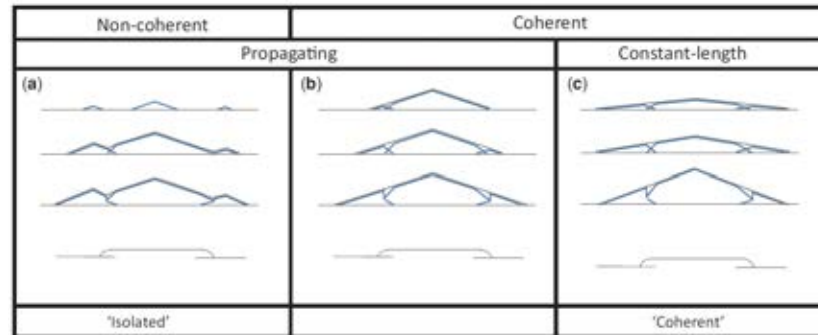 Non-coherent Coherent
Propagating Constant-length
(a) (b) (c)
'Isolated' 'Coherent'